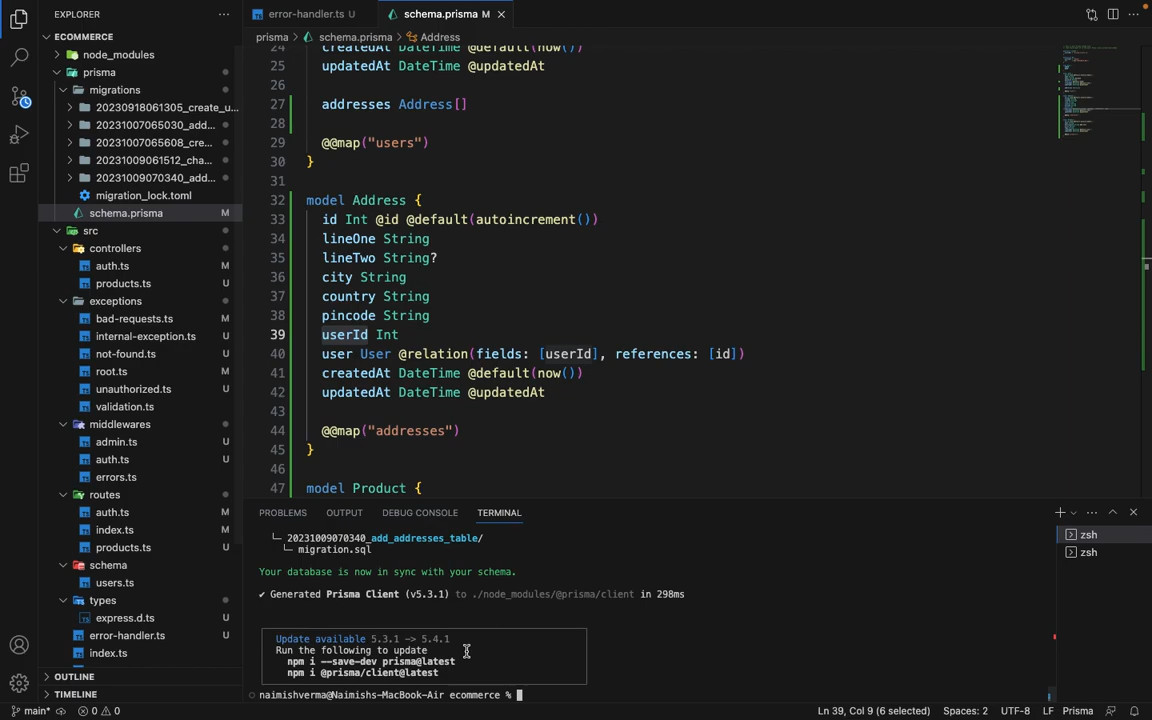 EXPLORER
ECOMMERCE
node_modules
prisma
migrations
20230918061305_create_u...
20231007065030_add...
20231007065608_cre...
20231009061512_cha...
20231009070340_add...
migration_lock.toml
schema.prisma M
src
controllers
auth.ts M
products.ts U
exceptions
bad-requests.ts U
internal-exception.ts U
not-found.ts U
root.ts M
unauthorized.ts U
validation.ts U
middlewares
admin.ts U
auth.ts U
errors.ts U
routes
auth.ts M
index.ts M
products.ts U
schema
users.ts U
types
express.d.ts U
error-handler.ts U
index.ts M
OUTLINE
TIMELINE
error-handler.ts U
schema.prisma M
prisma > schema.prisma > Address
24 createdAt DateTime @default(now())
25 updatedAt DateTime @updatedAt
26
27 addresses Address[]
28
29 @@map("users")
30 }
31
32 model Address {
33 id Int @id @default(autoincrement())
34 lineOne String
35 lineTwo String?
36 city String
37 country String
38 pincode String
39 userId Int
40 user User @relation(fields: [userId], references: [id])
41 createdAt DateTime @default(now())
42 updatedAt DateTime @updatedAt
43
44 @@map("addresses")
45 }
46
47 model Product {
PROBLEMS OUTPUT DEBUG CONSOLE TERMINAL
└─ 20231009070340_add_addresses_table/
└─ migration.sql
Your database is now in sync with your schema.
✔ Generated Prisma Client (v5.3.1) to ./node_modules/@prisma/client in 298ms
Update available 5.3.1 -> 5.4.1
Run the following to update
npm i --save-dev prisma@latest
npm i @prisma/client@latest
naimishverma@Naimishs-MacBook-Air ecommerce %
zsh
zsh
main* 0 0 Ln 39, Col 9 (6 selected) Spaces: 2 UTF-8 LF Prisma